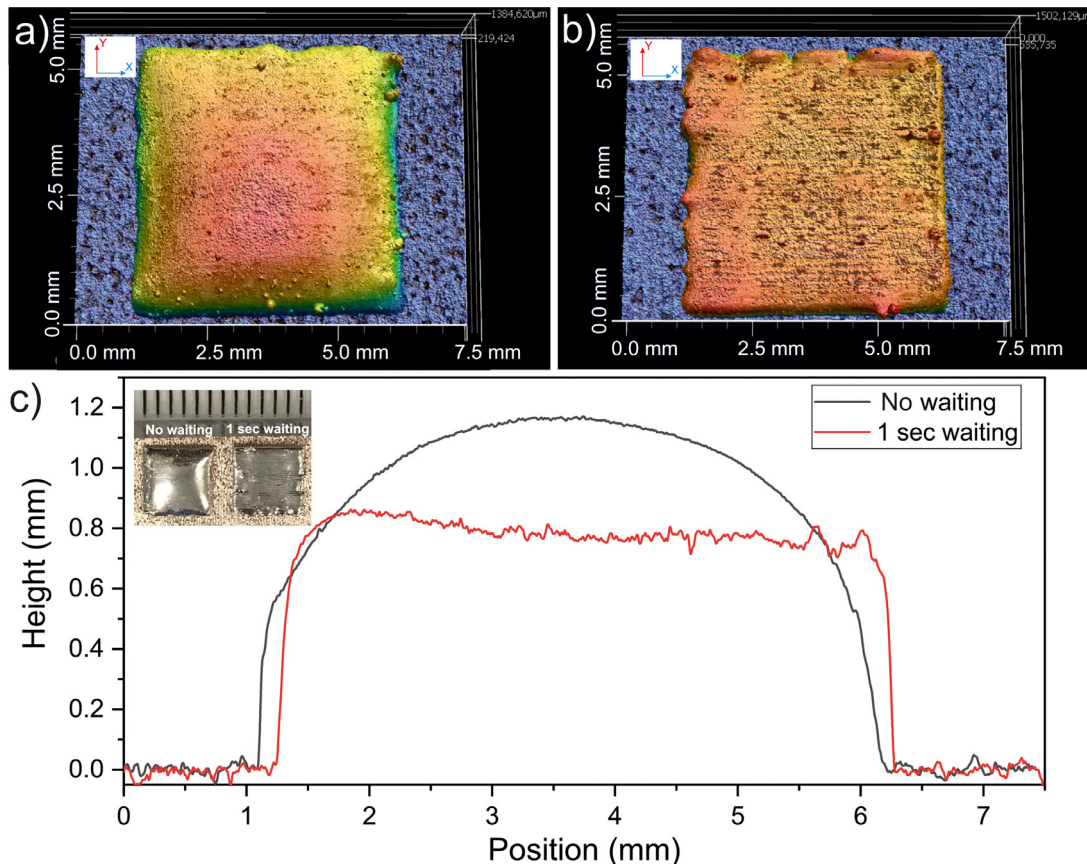 a)
Y
X
1384,620µm
219,424
5.0 mm
2.5 mm
0.0 mm
0.0 mm 2.5 mm 5.0 mm 7.5 mm
b)
Y
X
1502,129µm
0,000
5.0 mm
2.5 mm
0.0 mm
0.0 mm 2.5 mm 5.0 mm 7.5 mm
c)
No waiting 1 sec waiting
No waiting
1 sec waiting
Height (mm)
1.2
1.0
0.8
0.6
0.4
0.2
0.0
0 1 2 3 4 5 6 7
Position (mm)